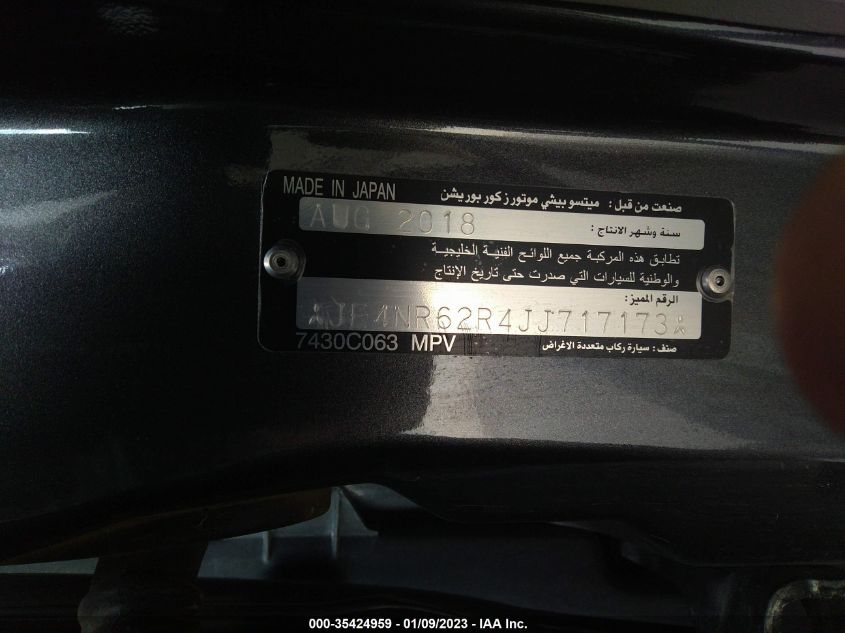 MADE IN JAPAN صنعت من قبل : ميتسوبيشي موتورز كوربوريشن
AUG 2018 سنة وشهر الانتاج :
تطابق هذه المركبة جميع اللوائح الفنية الخليجية
والوطنية للسيارات التي صدرت حتى تاريخ الإنتاج
الرقم المميز:
JE4NR62R4JJ717173
7430C063 MPV صنف : سيارة ركاب متعددة الاغراض
000-35424959 - 01/09/2023 - IAA Inc.